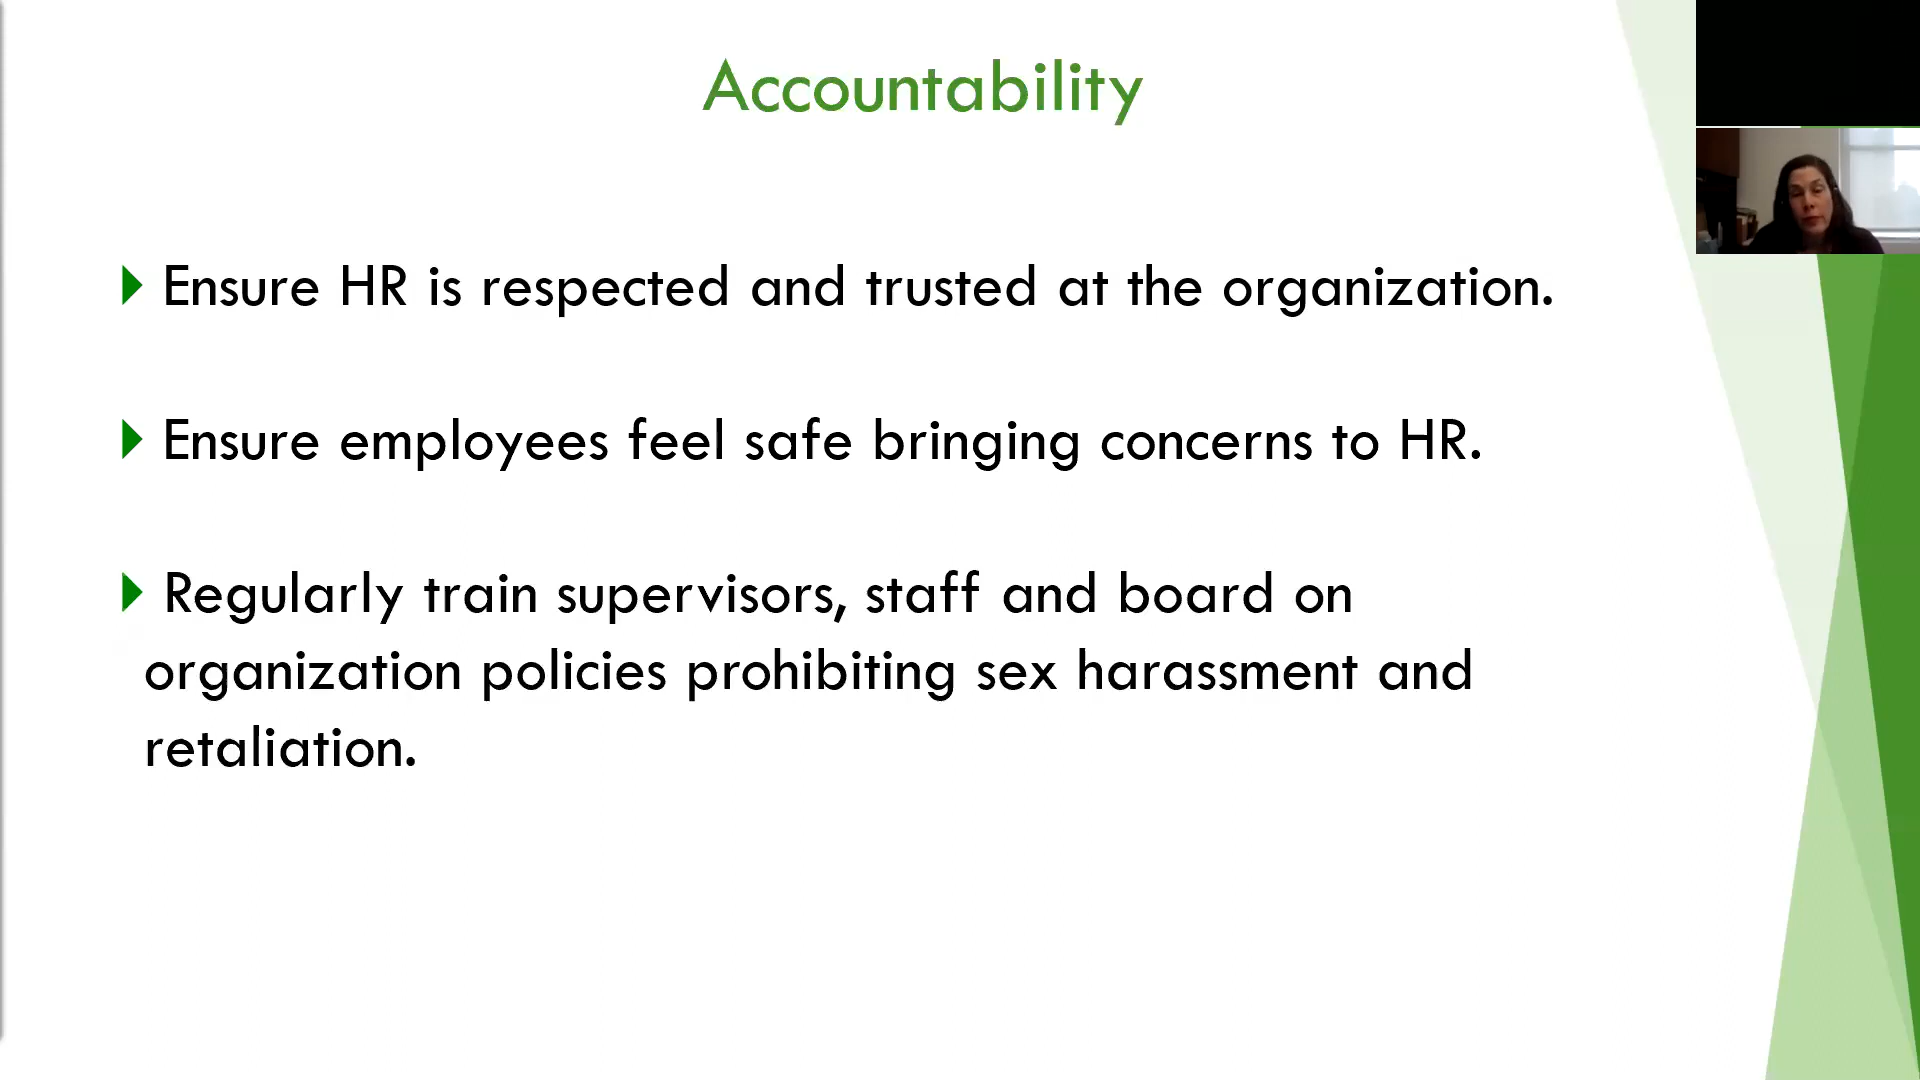 Accountability
Ensure HR is respected and trusted at the organization.
Ensure employees feel safe bringing concerns to HR.
Regularly train supervisors, staff and board on
organization policies prohibiting sex harassment and
retaliation.